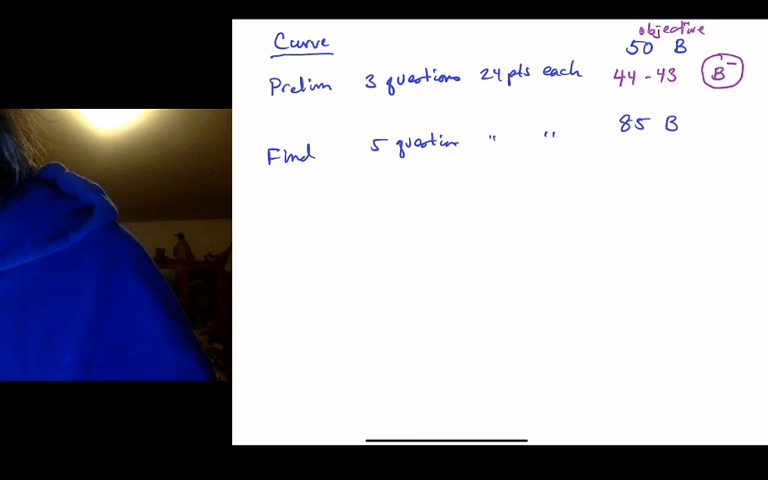 objective
Curve 50 B
Prelim 3 questions 24 pts each 44 - 43 B-
Final 5 question " " 85 B